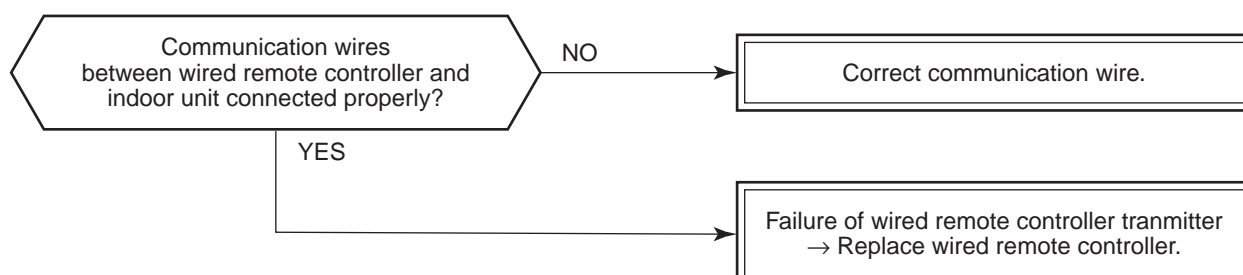 Communication wires
between wired remote controller and
indoor unit connected properly?
NO
Correct communication wire.
YES
Failure of wired remote controller tranmitter
→ Replace wired remote controller.